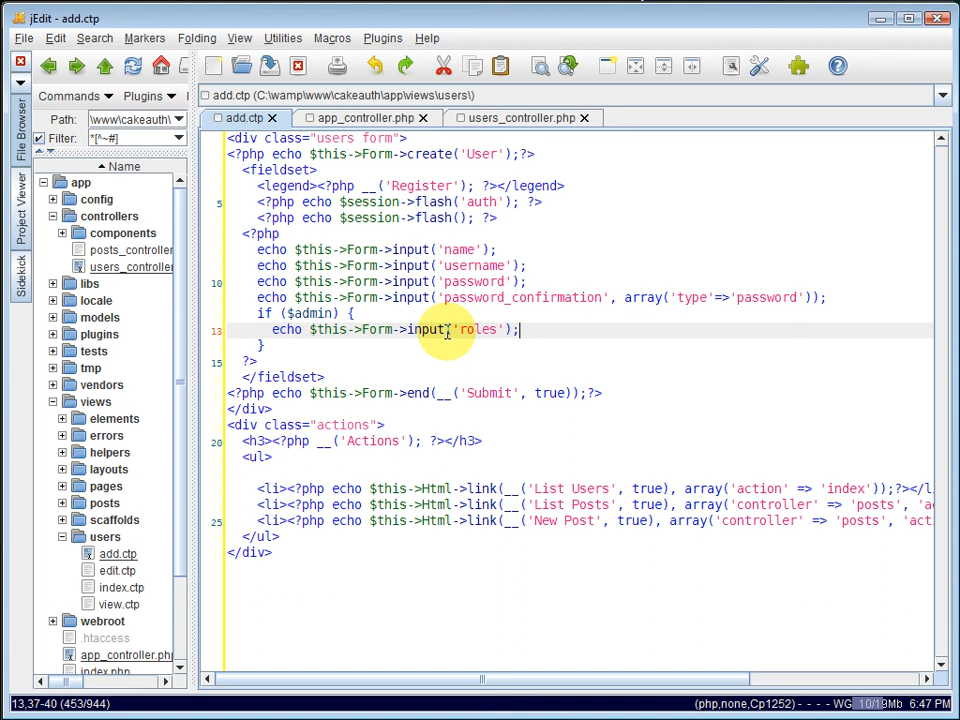 jEdit - add.ctp
File Edit Search Markers Folding View Utilities Macros Plugins Help
Commands Plugins
Path: \www\cakeauth\
Filter: *[^~#]
Name
File Browser
Project Viewer
Sidekick
app
config
controllers
components
posts_controller
users_controller
libs
locale
models
plugins
tests
tmp
vendors
views
elements
errors
helpers
layouts
pages
posts
scaffolds
users
add.ctp
edit.ctp
index.ctp
view.ctp
webroot
.htaccess
app_controller.php
index.php
add.ctp (C:\wamp\www\cakeauth\app\views\users\)
add.ctp app_controller.php users_controller.php
<div class="users form">
<?php echo $this->Form->create('User');?>
<fieldset>
<legend><?php __('Register'); ?></legend>
5 <?php echo $session->flash('auth'); ?>
<?php echo $session->flash(); ?>
<?php
echo $this->Form->input('name');
echo $this->Form->input('username');
10 echo $this->Form->input('password');
echo $this->Form->input('password_confirmation', array('type'=>'password'));
if ($admin) {
13 echo $this->Form->input('roles');
}
15 ?>
</fieldset>
<?php echo $this->Form->end(__('Submit', true));?>
</div>
<div class="actions">
20 <h3><?php __('Actions'); ?></h3>
<ul>
<li><?php echo $this->Html->link(__('List Users', true), array('action' => 'index'));?></l
<li><?php echo $this->Html->link(__('List Posts', true), array('controller' => 'posts', 'a
25 <li><?php echo $this->Html->link(__('New Post', true), array('controller' => 'posts', 'act
</ul>
</div>
13,37-40 (453/944) (php,none,Cp1252) - - - - WG 10/19Mb 6:47 PM